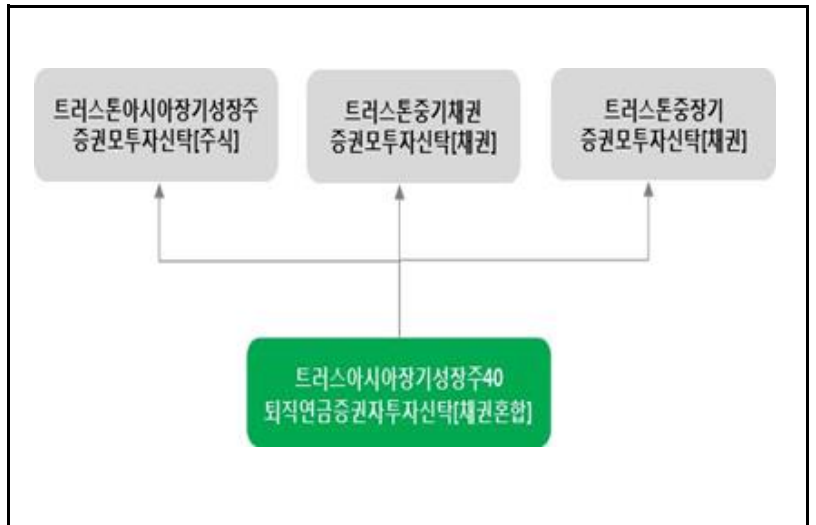 트러스톤아시아장기성장주
증권모투자신탁[주식]
트러스톤중기채권
증권모투자신탁[채권]
트러스톤중장기
증권모투자신탁[채권]
트러스아시아장기성장주40
퇴직연금증권자투자신탁[채권혼합]